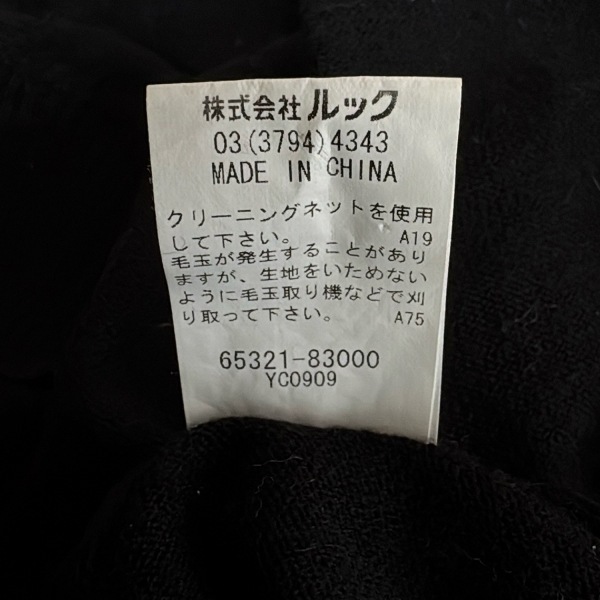 株式会社ルック
03(3794)4343
MADE IN CHINA
クリーニングネットを使用
して下さい。 A19
毛玉が発生することがあり
ますが、生地をいためない
ように毛玉取り機などで刈
り取って下さい。 A75
65321-83000
YC0909